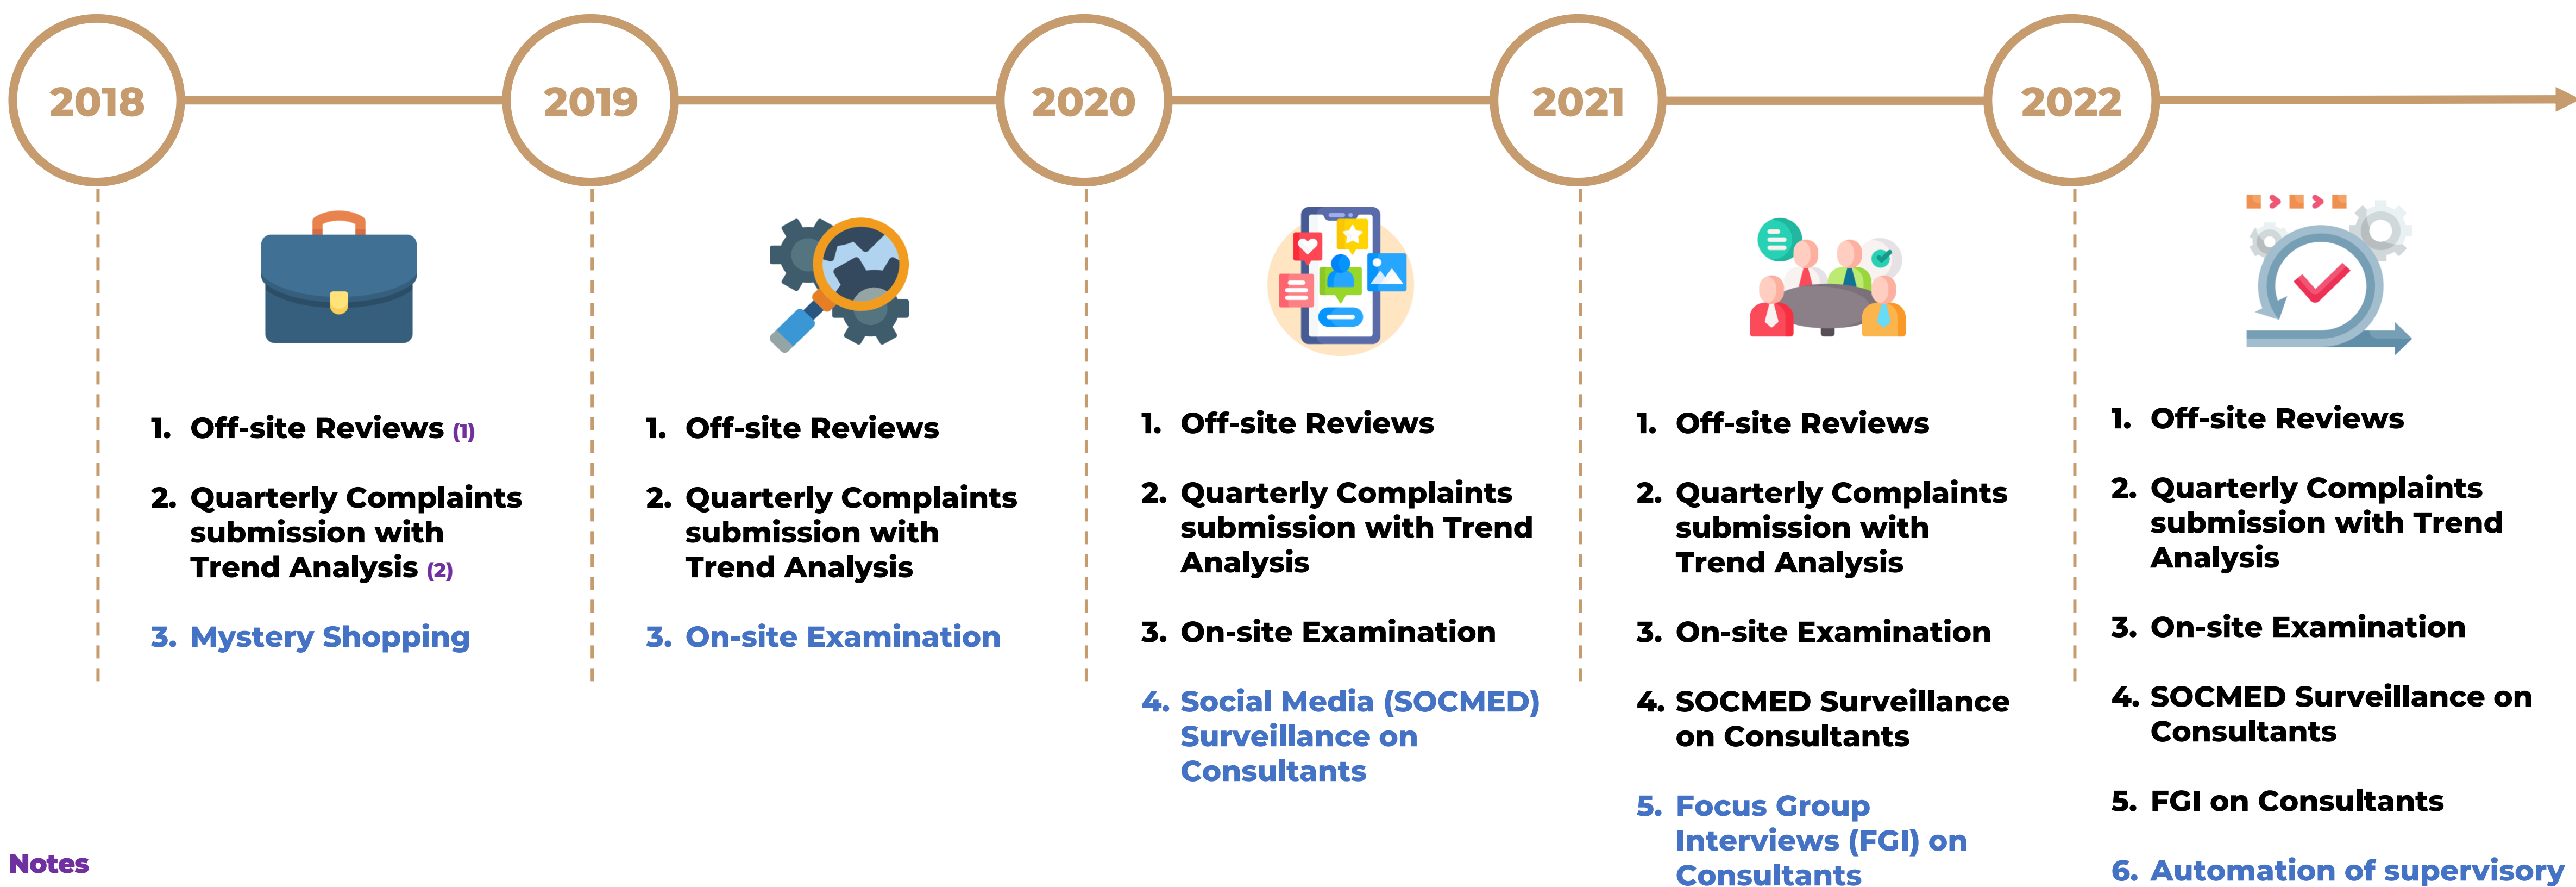 2018
2019
2020
2021
2022
1. Off-site Reviews (1)
2. Quarterly Complaints
submission with
Trend Analysis (2)
3. Mystery Shopping
1. Off-site Reviews
2. Quarterly Complaints
submission with
Trend Analysis
3. On-site Examination
1. Off-site Reviews
2. Quarterly Complaints
submission with Trend
Analysis
3. On-site Examination
4. Social Media (SOCMED)
Surveillance on
Consultants
1. Off-site Reviews
2. Quarterly Complaints
submission with
Trend Analysis
3. On-site Examination
4. SOCMED Surveillance
on Consultants
5. Focus Group
Interviews (FGI) on
Consultants
1. Off-site Reviews
2. Quarterly Complaints
submission with Trend
Analysis
3. On-site Examination
4. SOCMED Surveillance on
Consultants
5. FGI on Consultants
6. Automation of supervisory
Notes